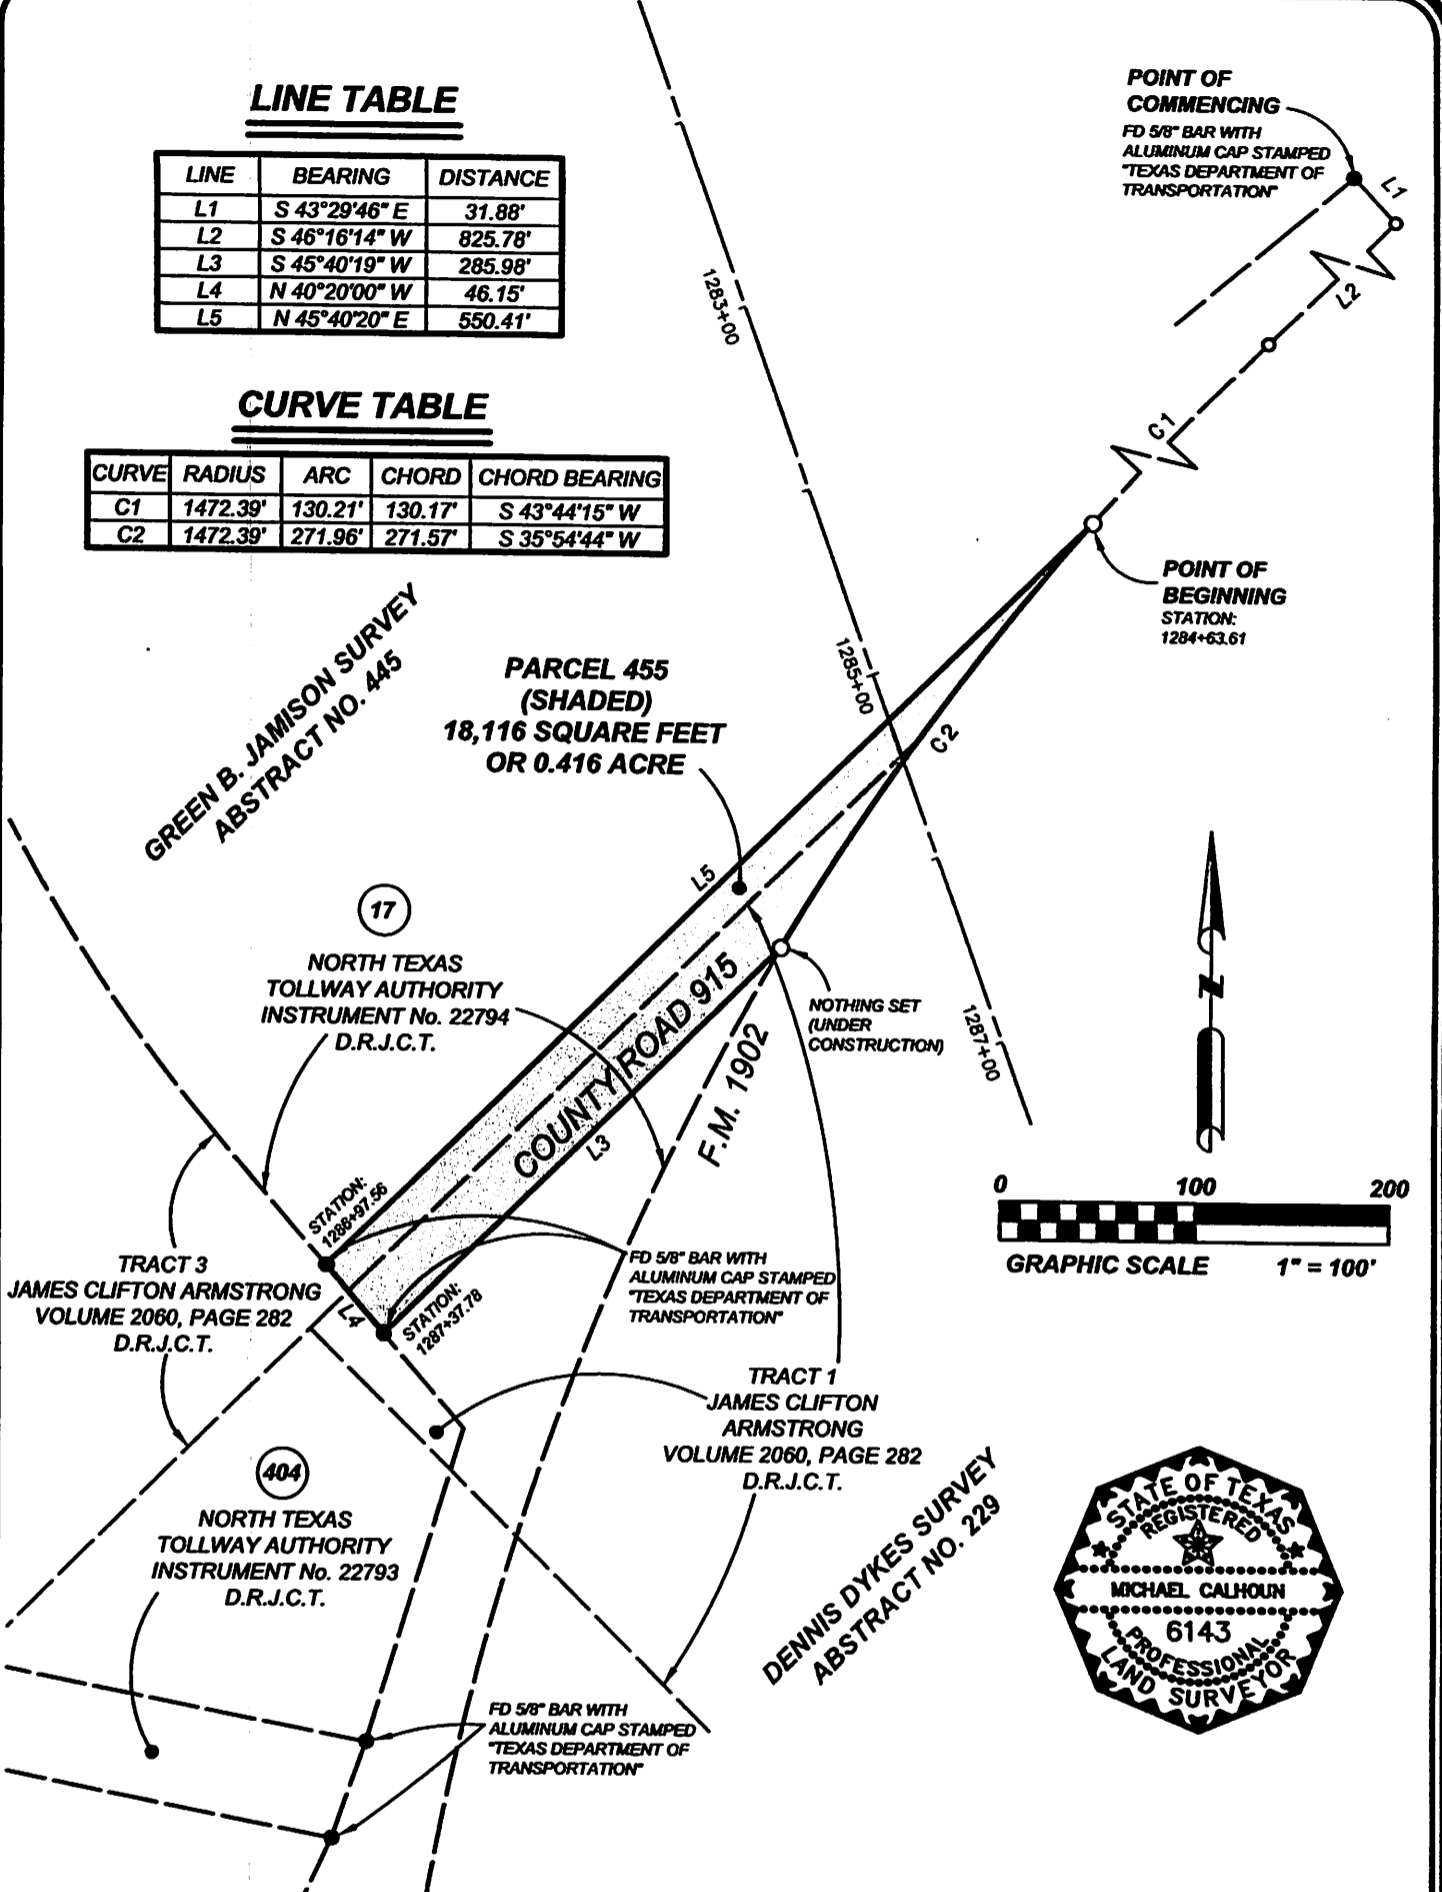 LINE TABLE
LINE BEARING DISTANCE
L1 S 43°29'46" E 31.88'
L2 S 46°16'14" W 825.78'
L3 S 45°40'19" W 285.98'
L4 N 40°20'00" W 46.15'
L5 N 45°40'20" E 550.41'
CURVE TABLE
CURVE RADIUS ARC CHORD CHORD BEARING
C1 1472.39' 130.21' 130.17' S 43°44'15" W
C2 1472.39' 271.96' 271.57' S 35°54'44" W
POINT OF
COMMENCING
FD 5/8" BAR WITH
ALUMINUM CAP STAMPED
"TEXAS DEPARTMENT OF
TRANSPORTATION"
L1
L2
C1
1283+00
POINT OF
BEGINNING
STATION:
1284+63.61
GREEN B. JAMISON SURVEY
ABSTRACT NO. 445
PARCEL 455
(SHADED)
18,116 SQUARE FEET
OR 0.416 ACRE
1285+00
C2
L5
17
NORTH TEXAS
TOLLWAY AUTHORITY
INSTRUMENT No. 22794
D.R.J.C.T.
COUNTY ROAD 915
L3
F.M. 1902
NOTHING SET
(UNDER
CONSTRUCTION)
1287+00
N
0 100 200
GRAPHIC SCALE 1" = 100'
STATION:
1286+97.56
L4
STATION:
1287+37.78
FD 5/8" BAR WITH
ALUMINUM CAP STAMPED
"TEXAS DEPARTMENT OF
TRANSPORTATION"
TRACT 3
JAMES CLIFTON ARMSTRONG
VOLUME 2060, PAGE 282
D.R.J.C.T.
TRACT 1
JAMES CLIFTON
ARMSTRONG
VOLUME 2060, PAGE 282
D.R.J.C.T.
404
NORTH TEXAS
TOLLWAY AUTHORITY
INSTRUMENT No. 22793
D.R.J.C.T.
DENNIS DYKES SURVEY
ABSTRACT NO. 229
FD 5/8" BAR WITH
ALUMINUM CAP STAMPED
"TEXAS DEPARTMENT OF
TRANSPORTATION"
STATE OF TEXAS
REGISTERED
MICHAEL CALHOUN
6143
PROFESSIONAL
LAND SURVEYOR